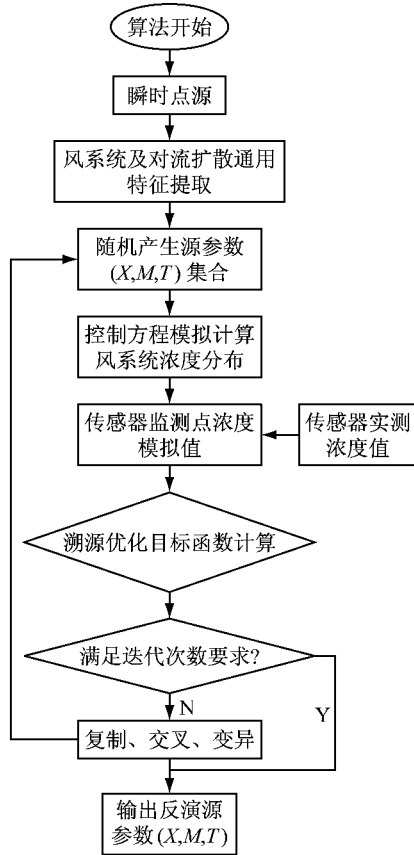 算法开始
瞬时点源
风系统及对流扩散通用
特征提取
随机产生源参数
(X,M,T) 集合
控制方程模拟计算
风系统浓度分布
传感器监测点浓度
模拟值
传感器实测
浓度值
溯源优化目标函数计算
满足迭代次数要求?
N
Y
复制、交叉、变异
输出反演源
参数(X,M,T)